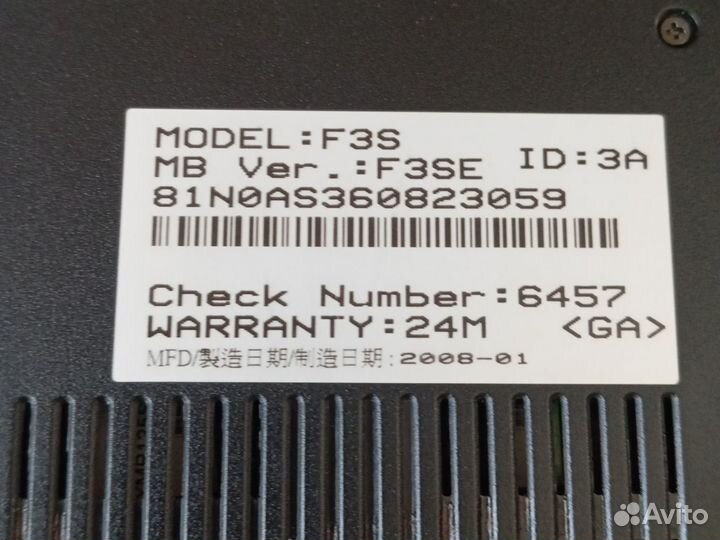 MODEL:F3S
MB Ver.:F3SE ID:3A
81N0AS360823059
Check Number:6457
WARRANTY:24M <GA>
MFD/製造日期/制造日期:2008-01
Avito